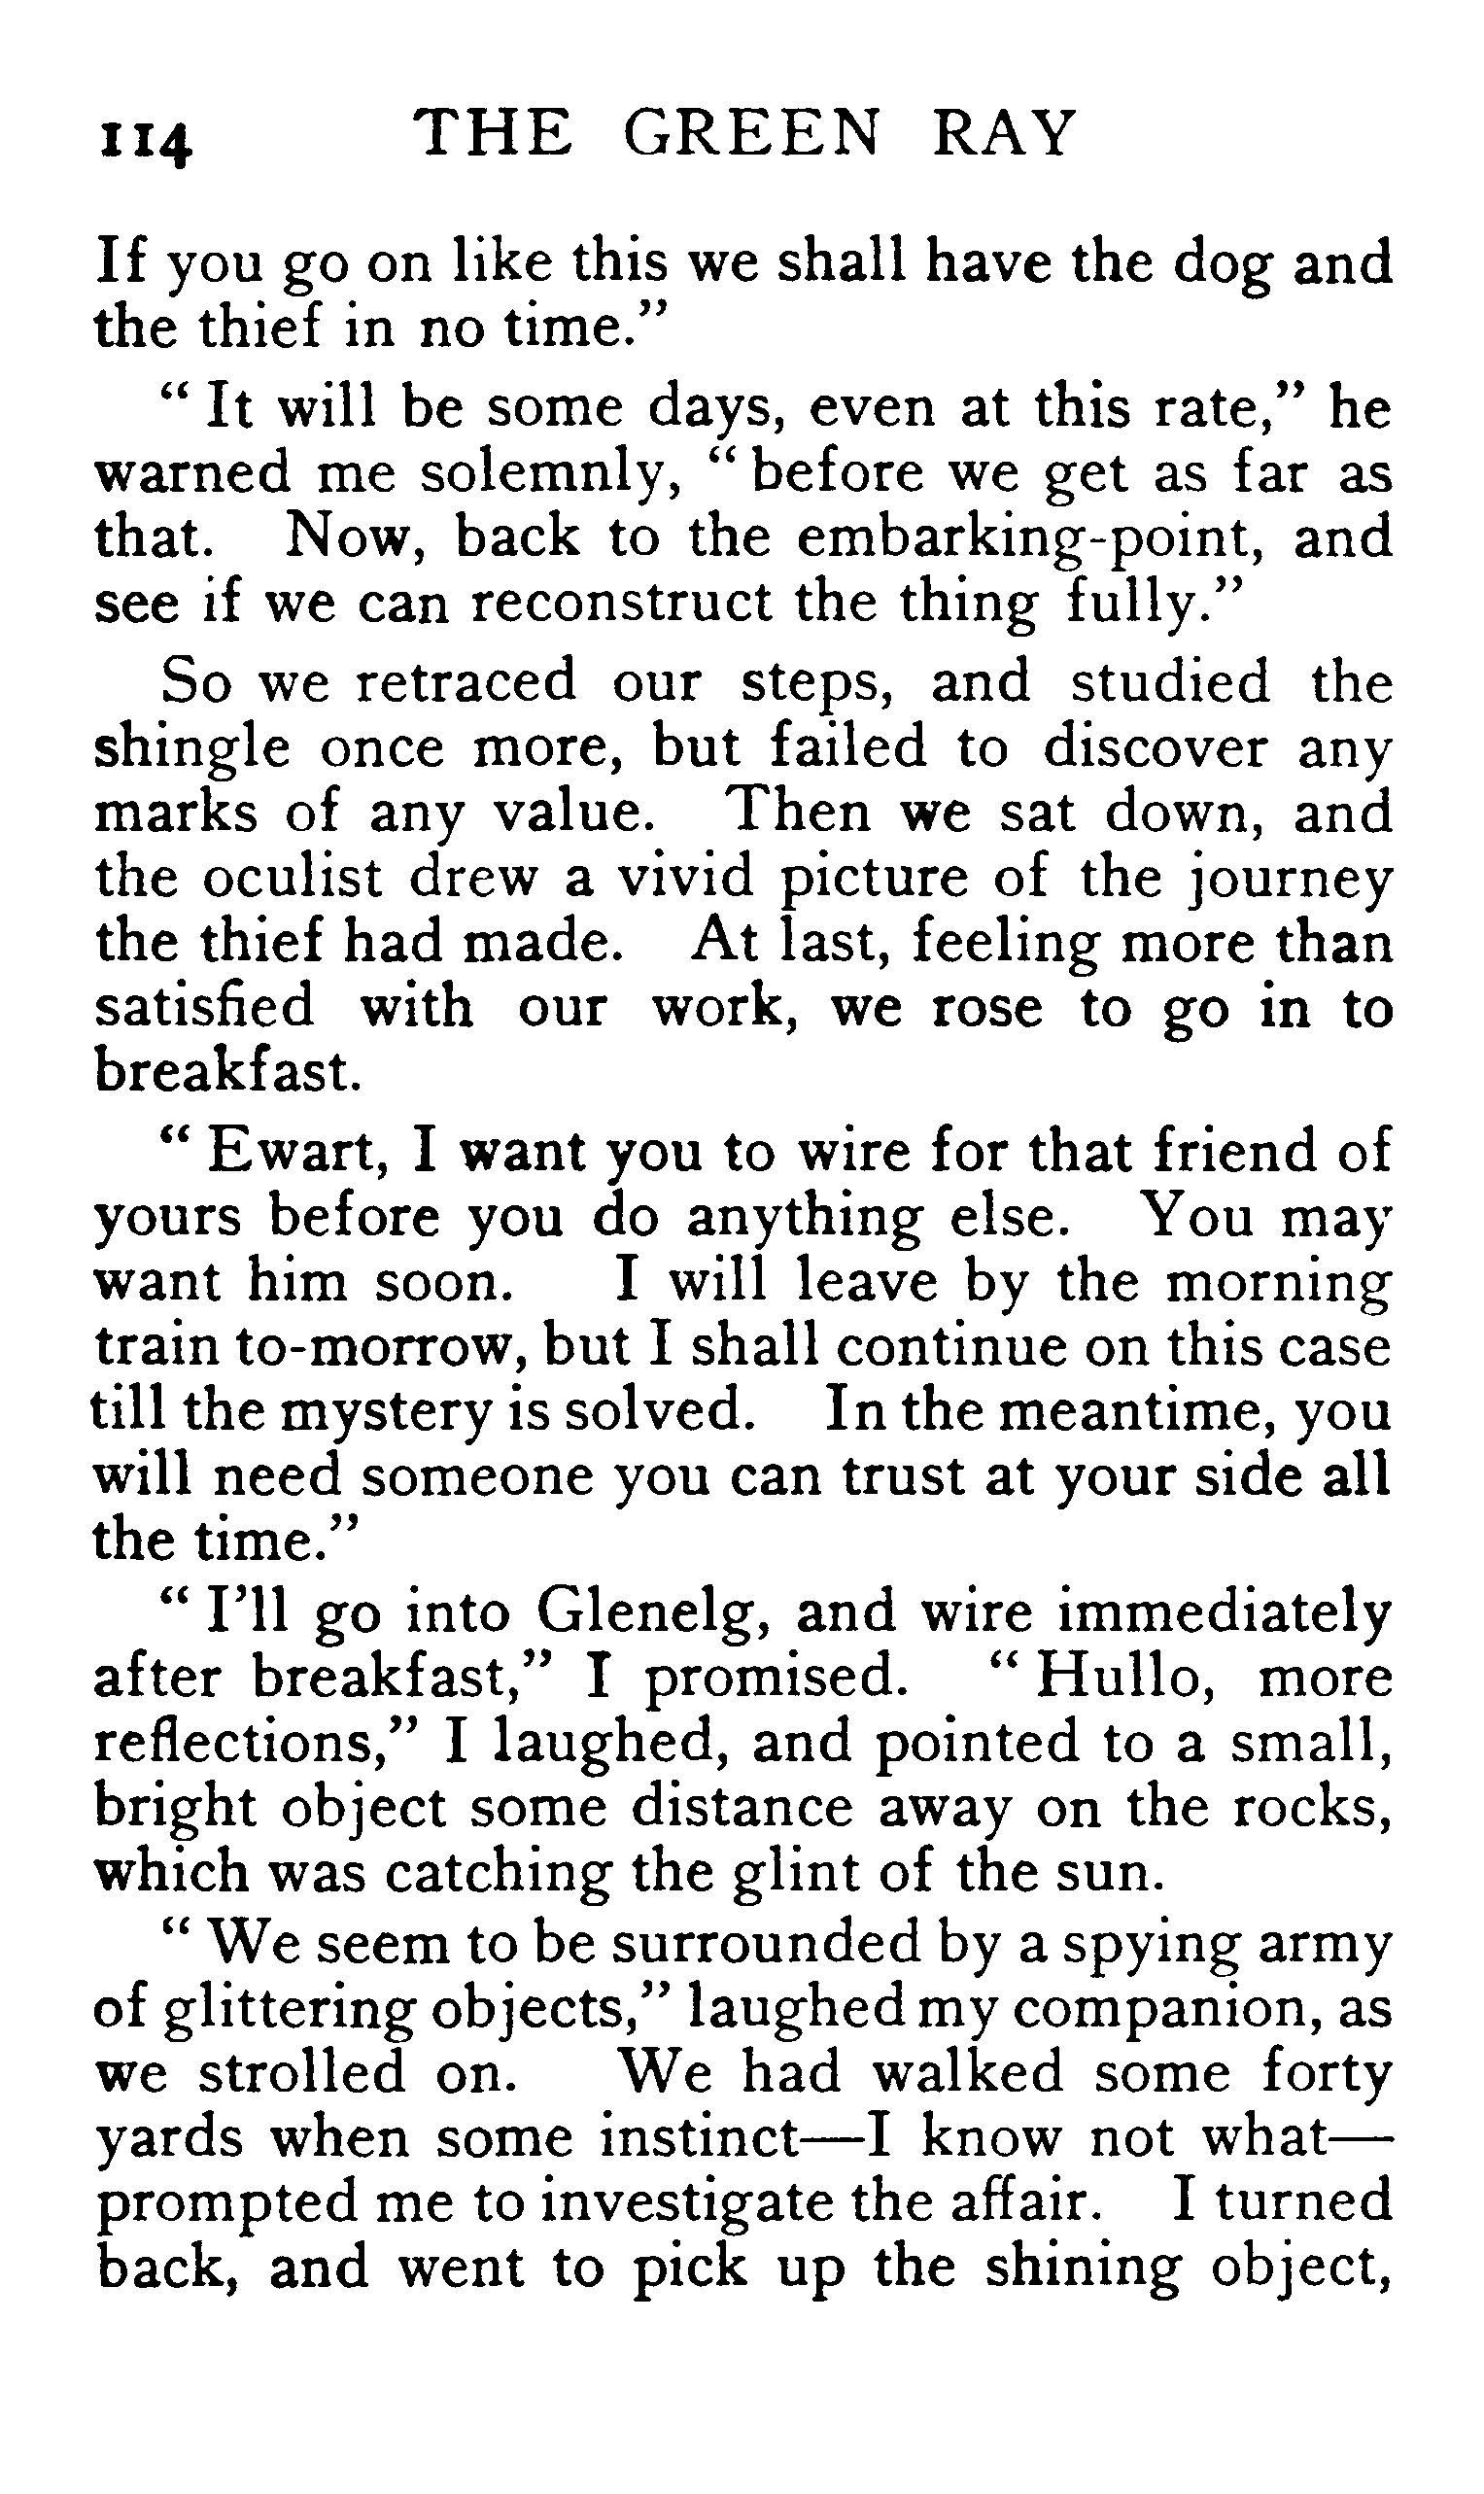 114 THE GREEN RAY
If you go on like this we shall have the dog and
the thief in no time.”
“ It will be some days, even at this rate,” he
warned me solemnly, “ before we get as far as
that. Now, back to the embarking-point, and
see if we can reconstruct the thing fully.”
So we retraced our steps, and studied the
shingle once more, but failed to discover any
marks of any value. Then we sat down, and
the oculist drew a vivid picture of the journey
the thief had made. At last, feeling more than
satisfied with our work, we rose to go in to
breakfast.
“ Ewart, I want you to wire for that friend of
yours before you do anything else. You may
want him soon. I will leave by the morning
train to-morrow, but I shall continue on this case
till the mystery is solved. In the meantime, you
will need someone you can trust at your side all
the time.”
“ I’ll go into Glenelg, and wire immediately
after breakfast,” I promised. “ Hullo, more
reflections,” I laughed, and pointed to a small,
bright object some distance away on the rocks,
which was catching the glint of the sun.
“ We seem to be surrounded by a spying army
of glittering objects,” laughed my companion, as
we strolled on. We had walked some forty
yards when some instinct—I know not what—
prompted me to investigate the affair. I turned
back, and went to pick up the shining object,